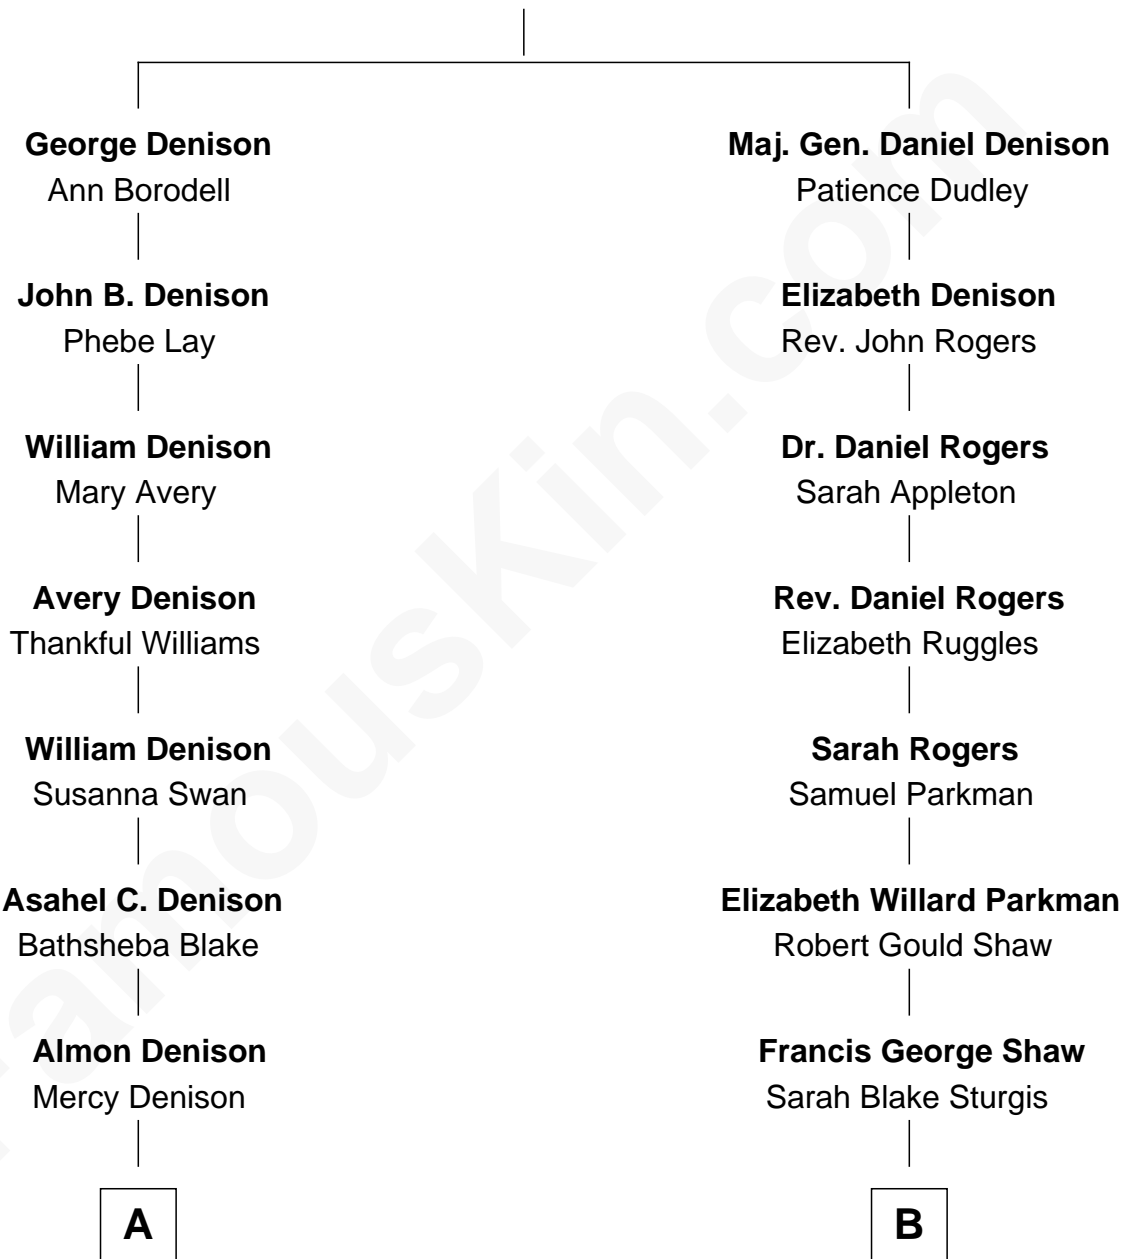 George Denison
Ann Borodell
John B. Denison
Phebe Lay
William Denison
Mary Avery
Avery Denison
Thankful Williams
William Denison
Susanna Swan
Asahel C. Denison
Bathsheba Blake
Almon Denison
Mercy Denison
A
Maj. Gen. Daniel Denison
Patience Dudley
Elizabeth Denison
Rev. John Rogers
Dr. Daniel Rogers
Sarah Appleton
Rev. Daniel Rogers
Elizabeth Ruggles
Sarah Rogers
Samuel Parkman
Elizabeth Willard Parkman
Robert Gould Shaw
Francis George Shaw
Sarah Blake Sturgis
B
FamousKin.com